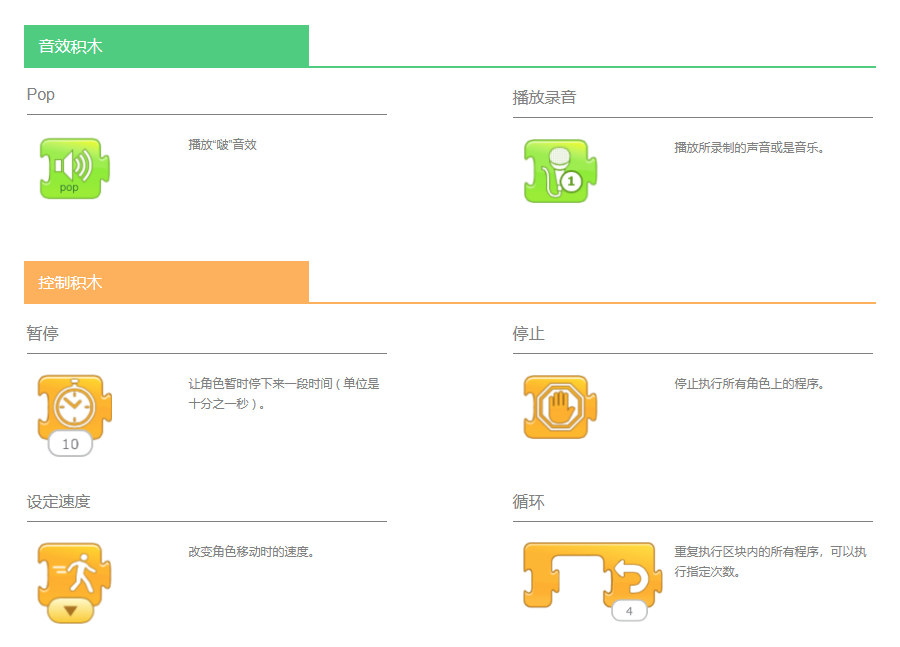 音效积木
Pop
播放“啵”音效
pop
播放录音
播放所录制的声音或是音乐。
1
控制积木
暂停
让角色暂时停下来一段时间（单位是
十分之一秒）。
10
停止
停止执行所有角色上的程序。
设定速度
改变角色移动时的速度。
循环
重复执行区块内的所有程序，可以执
行指定次数。
4